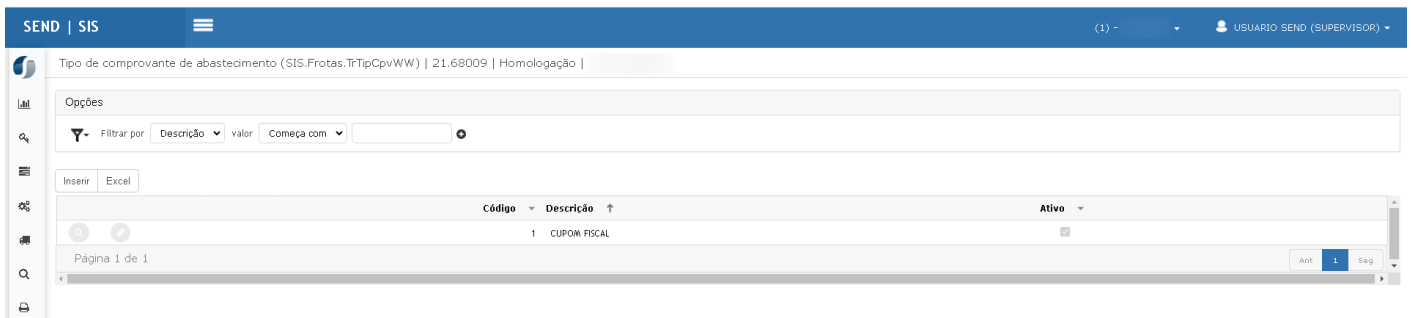 SEND | SIS
(1) -
USUARIO SEND (SUPERVISOR)
Tipo de comprovante de abastecimento (SIS.Frotas.TrTipCpvWW) | 21.68009 | Homologação |
Opções
Filtrar por Descrição valor Começa com
Inserir Excel
Código Descrição Ativo
1 CUPOM FISCAL
Página 1 de 1
Ant 1 Seg